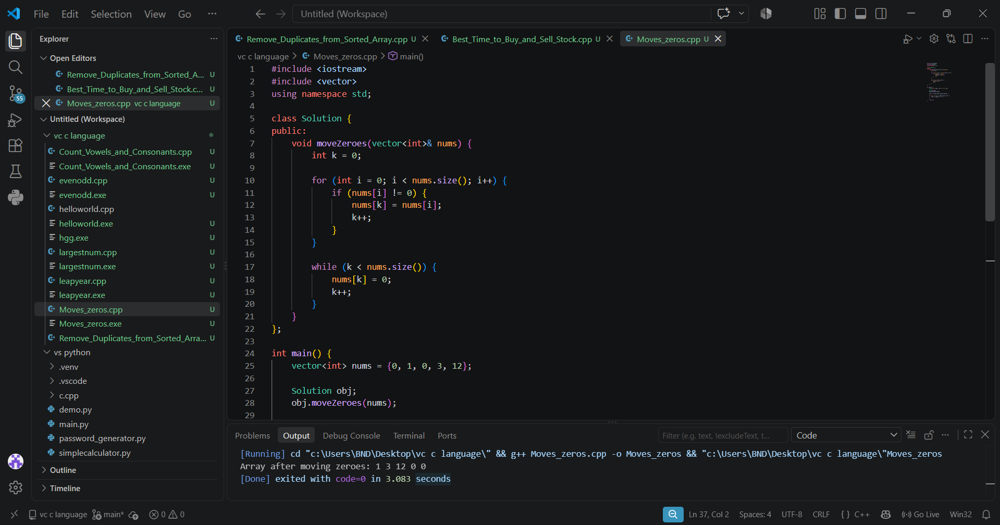 File Edit Selection View Go ···
Untitled (Workspace)
Explorer
Open Editors
Remove_Duplicates_from_Sorted_A... U
Best_Time_to_Buy_and_Sell_Stock.c... U
Moves_zeros.cpp vc c language U
Untitled (Workspace)
vc c language
Count_Vowels_and_Consonants.cpp U
Count_Vowels_and_Consonants.exe U
evenodd.cpp U
evenodd.exe U
helloworld.cpp
helloworld.exe U
hgg.exe U
largestnum.cpp U
largestnum.exe U
leapyear.cpp U
leapyear.exe U
Moves_zeros.cpp U
Moves_zeros.exe U
Remove_Duplicates_from_Sorted_Arra... U
vs python
.venv
.vscode
c.cpp
demo.py
main.py
password_generator.py
simplecalculator.py
Outline
Timeline
55
Remove_Duplicates_from_Sorted_Array.cpp U
Best_Time_to_Buy_and_Sell_Stock.cpp U
Moves_zeros.cpp U
vc c language > Moves_zeros.cpp > main()
1 #include <iostream>
2 #include <vector>
3 using namespace std;
4
5 class Solution {
6 public:
7 void moveZeroes(vector<int>& nums) {
8 int k = 0;
9
10 for (int i = 0; i < nums.size(); i++) {
11 if (nums[i] != 0) {
12 nums[k] = nums[i];
13 k++;
14 }
15 }
16
17 while (k < nums.size()) {
18 nums[k] = 0;
19 k++;
20 }
21 }
22 };
23
24 int main() {
25 vector<int> nums = {0, 1, 0, 3, 12};
26
27 Solution obj;
28 obj.moveZeroes(nums);
29
Problems Output Debug Console Terminal Ports
Filter (e.g. text, !excludeText, t...
Code
[Running] cd "c:\Users\BND\Desktop\vc c language\" && g++ Moves_zeros.cpp -o Moves_zeros && "c:\Users\BND\Desktop\vc c language\"Moves_zeros
Array after moving zeroes: 1 3 12 0 0
[Done] exited with code=0 in 3.083 seconds
vc c language main* 0 0
Ln 37, Col 2 Spaces: 4 UTF-8 CRLF {} C++ Go Live Win32